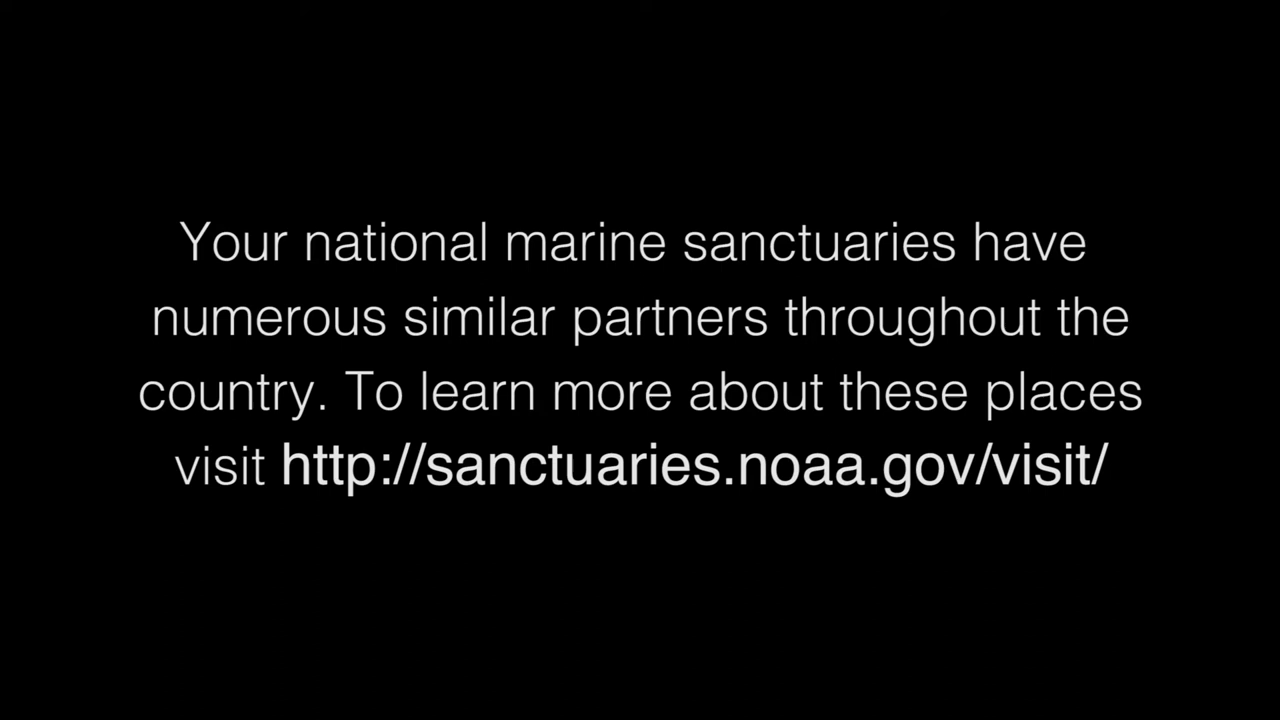 Your national marine sanctuaries have
numerous similar partners throughout the
country. To learn more about these places
visit http://sanctuaries.noaa.gov/visit/